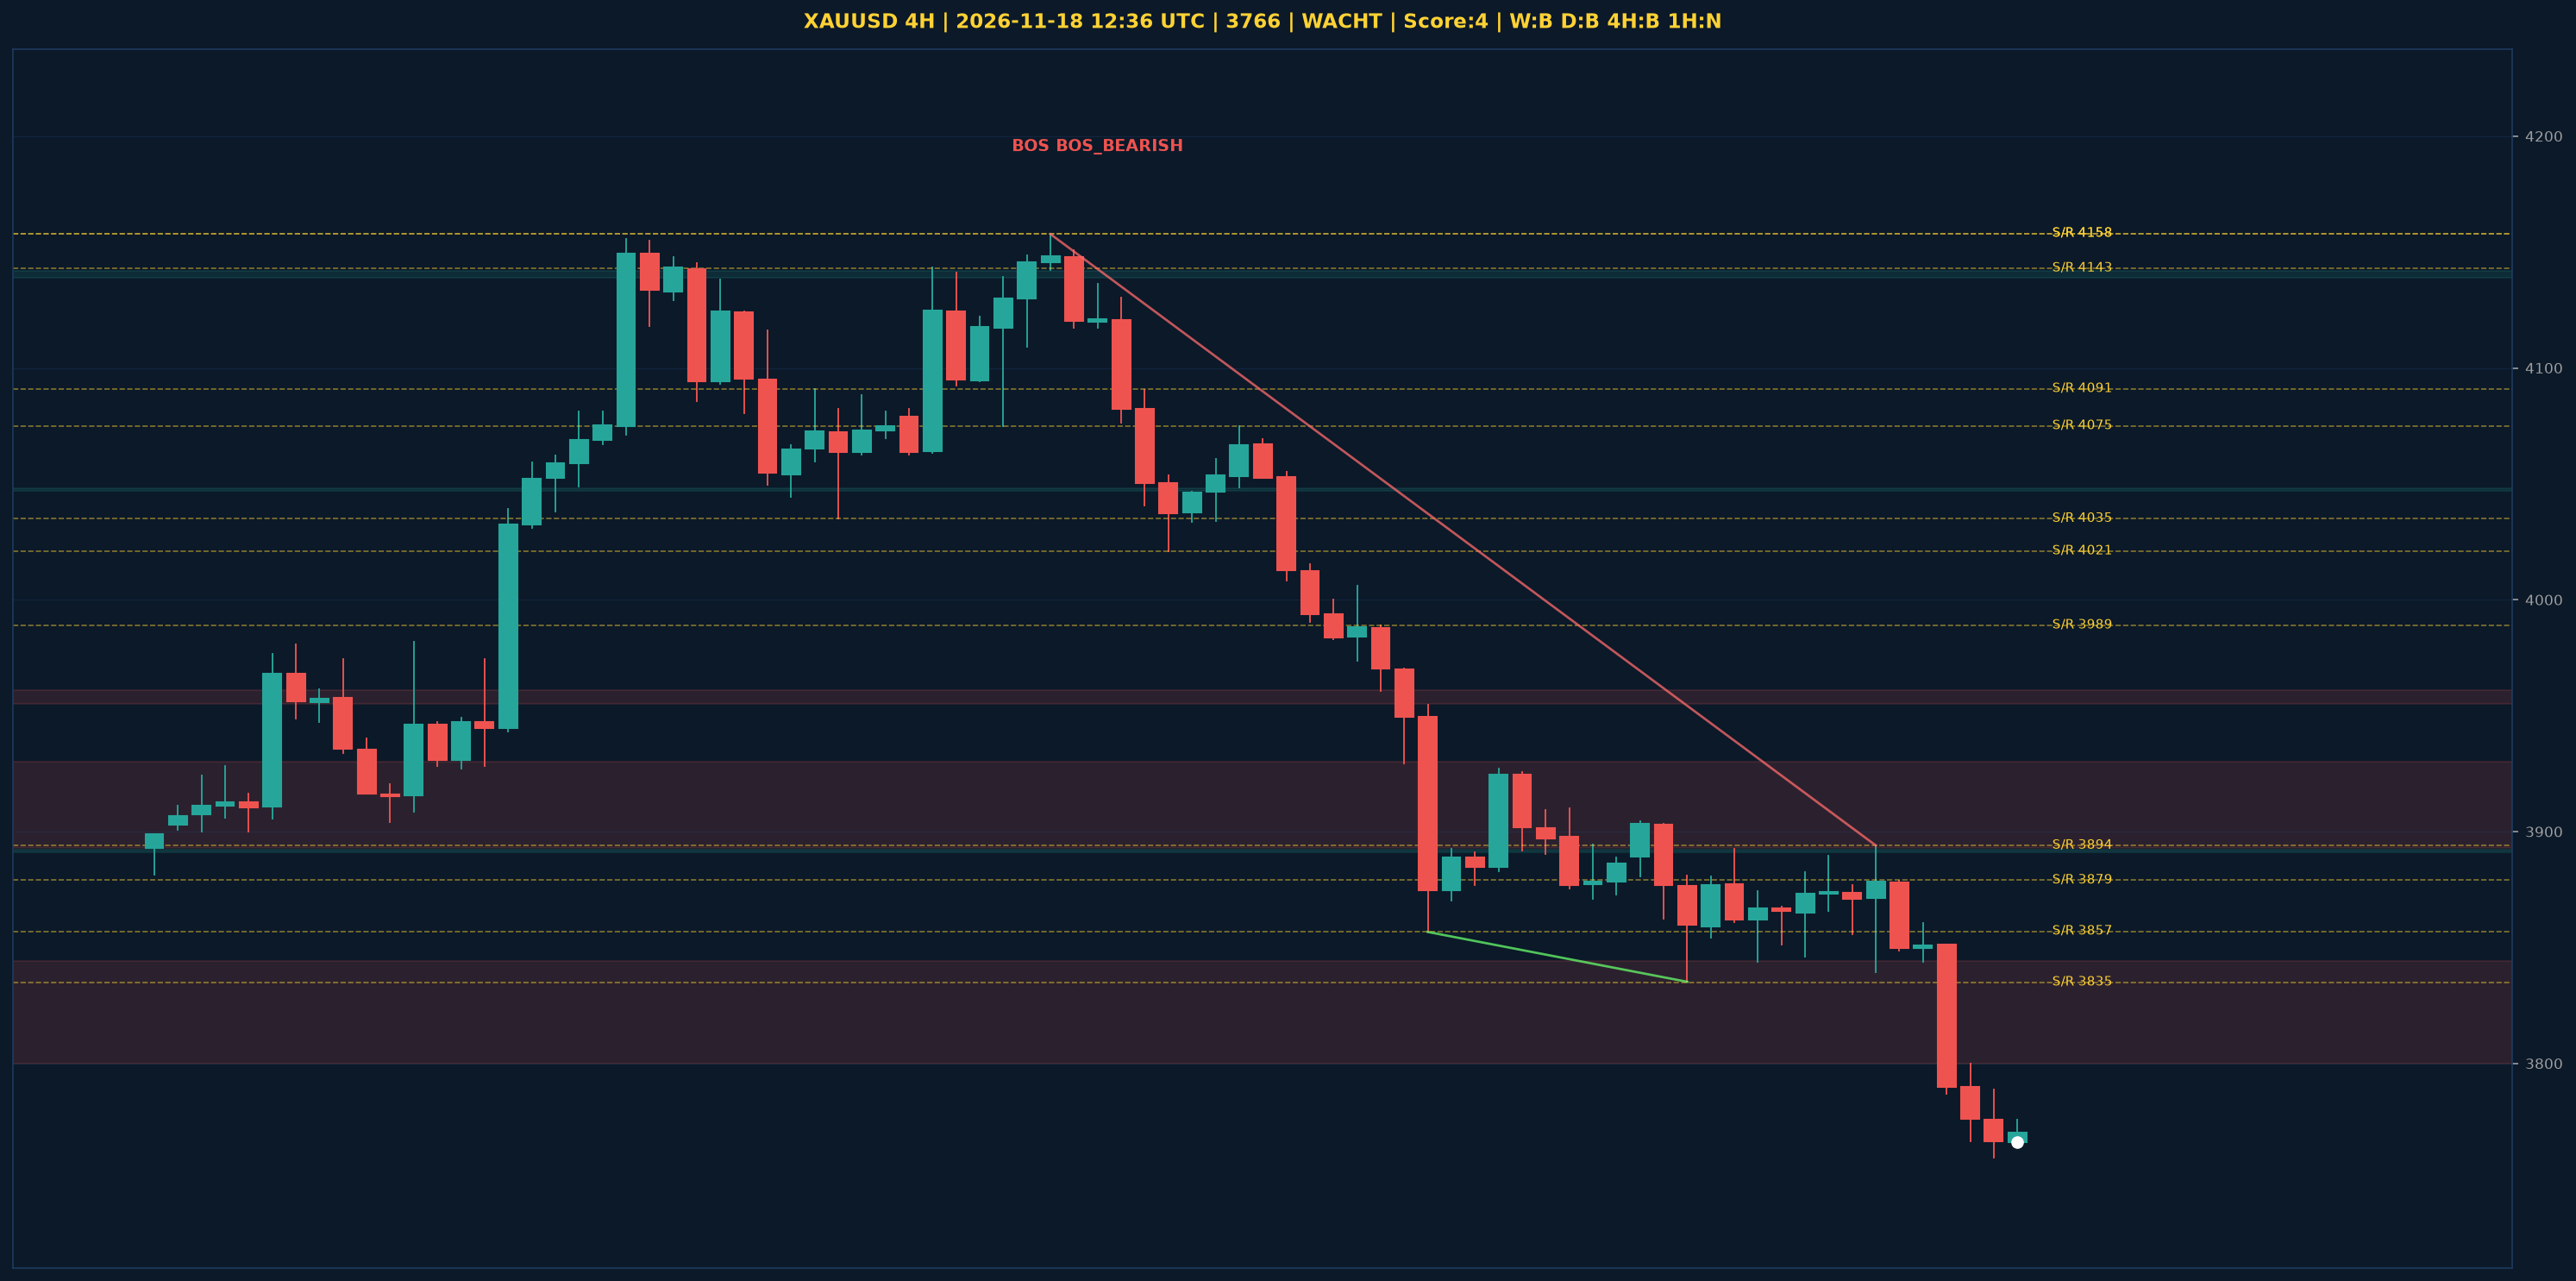 XAUUSD 4H | 2026-11-18 12:36 UTC | 3766 | WACHT | Score:4 | W:B D:B 4H:B 1H:N
4200
BOS BOS_BEARISH
S/R 4158
S/R 4143
4100
S/R 4091
S/R 4075
S/R 4035
S/R 4021
4000
S/R 3989
3900
S/R 3894
S/R 3879
S/R 3857
S/R 3835
3800